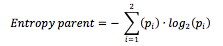 Entropy parent = − ∑_{i=1}^{2} (p_i) · log_2(p_i)